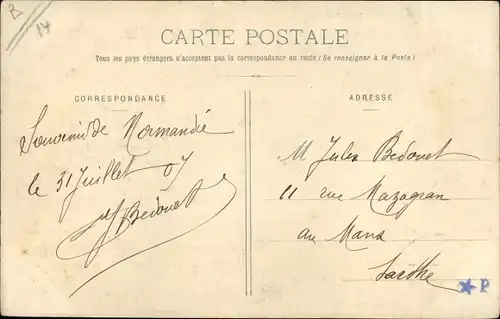 B
14
CARTE POSTALE
Tous les pays étrangers n'acceptent pas la correspondance au recto (Se renseigner à la Poste)
CORRESPONDANCE
Souvenir de Normandie
le 31 Juillet 07
J Bedouet
ADRESSE
M Jules Bedouet
11 rue Mazagran
au Mans
Sarthe
★P